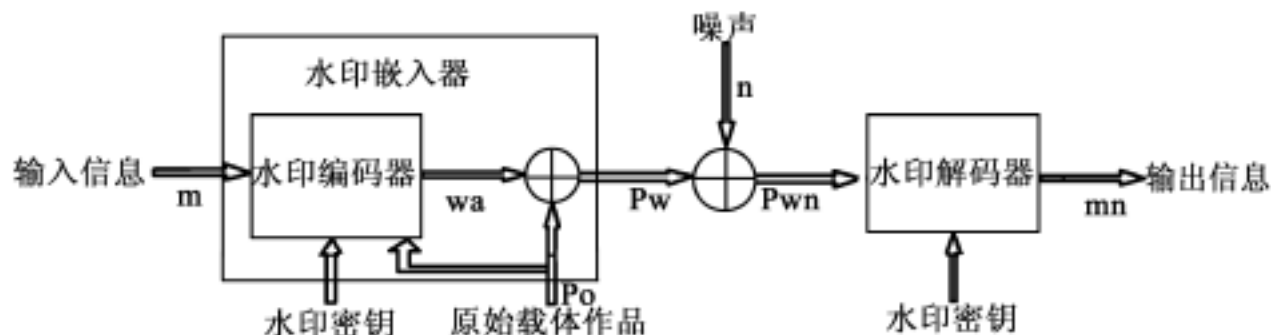 噪声
水印嵌入器
n
输入信息
m
水印编码器
wa
Pw
Pwn
水印解码器
mn
输出信息
Po
水印密钥
原始载体作品
水印密钥